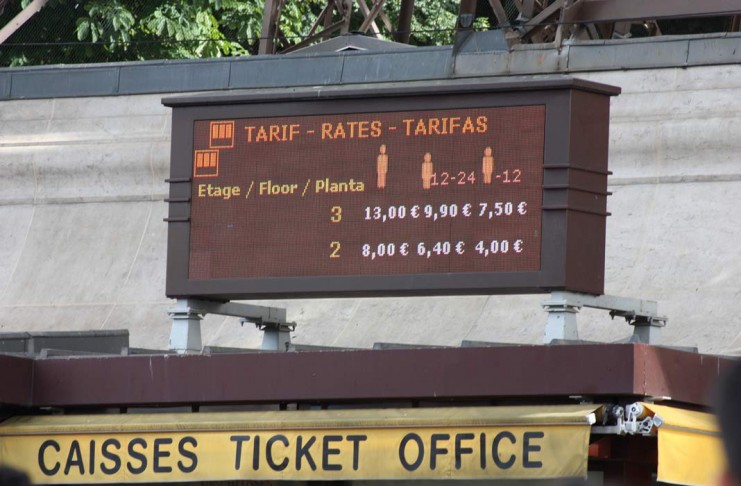 TARIF - RATES - TARIFAS
12-24 -12
Etage / Floor / Planta
3 13,00 € 9,90 € 7,50 €
2 8,00 € 6,40 € 4,00 €
CAISSES TICKET OFFICE